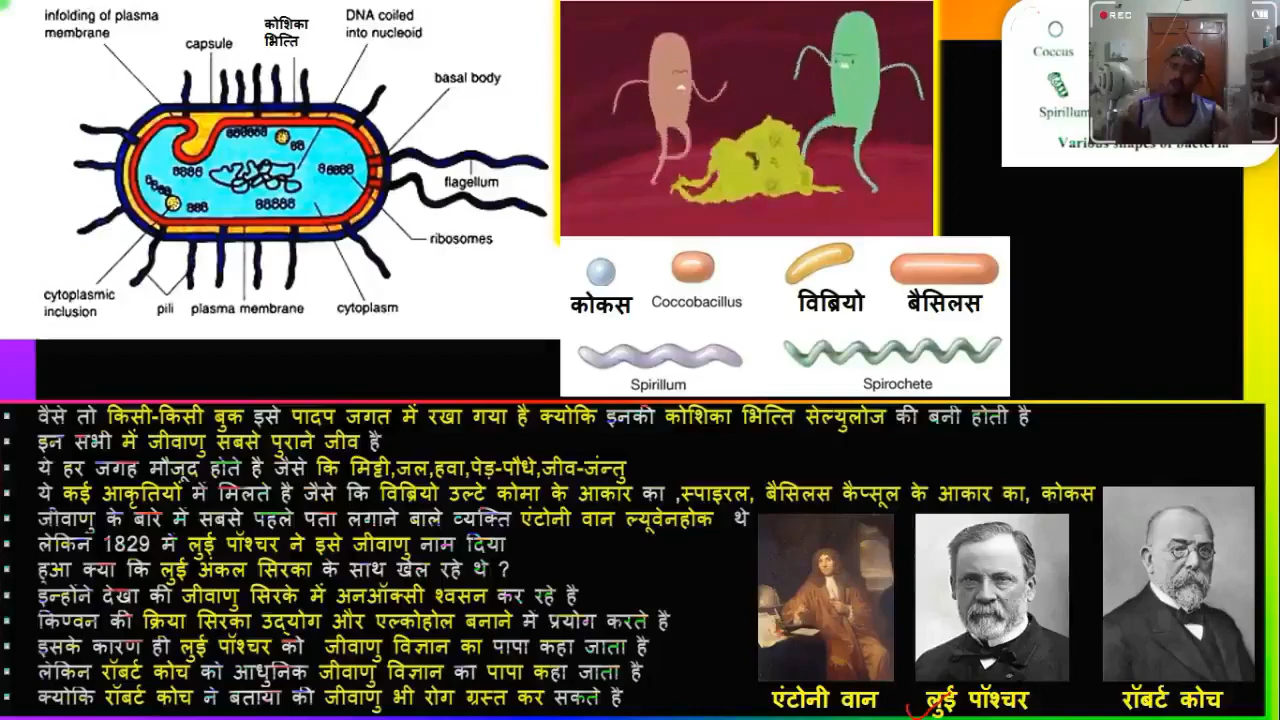 infolding of plasma
membrane
capsule
कोशिका
भित्ति
DNA coiled
into nucleoid
basal body
flagellum
ribosomes
cytoplasmic
inclusion
pili
plasma membrane
cytoplasm
REC
Coccus
Spirillum
Various shapes of bacteria
कोकस
Coccobacillus
विब्रियो
बैसिलस
Spirillum
Spirochete
वैसे तो किसी-किसी बुक इसे पादप जगत में रखा गया है क्योकि इनकी कोशिका भित्ति सेल्युलोज की बनी होती है
इन सभी में जीवाणु सबसे पुराने जीव है
ये हर जगह मौजूद होते है जैसे कि मिट्टी,जल,हवा,पेड़-पौधे,जीव-जंन्तु
ये कई आकृतियों में मिलते है जैसे कि विब्रियो उल्टे कोमा के आकार का ,स्पाइरल, बैसिलस कैप्सूल के आकार का, कोकस
जीवाणु के बारे में सबसे पहले पता लगाने बाले व्यक्ति एंटोनी वान ल्यूवेनहोक थे
लेकिन 1829 में लुई पॉश्चर ने इसे जीवाणु नाम दिया
हुआ क्या कि लुई अंकल सिरका के साथ खेल रहे थे ?
इन्होंने देखा की जीवाणु सिरके में अनऑक्सी श्वसन कर रहे है
किण्वन की क्रिया सिरका उद्योग और एल्कोहोल बनाने में प्रयोग करते है
इसके कारण ही लुई पॉश्चर को जीवाणु विज्ञान का पापा कहा जाता है
लेकिन रॉबर्ट कोच को आधुनिक जीवाणु विज्ञान का पापा कहा जाता है
क्योकि रॉबर्ट कोच ने बताया की जीवाणु भी रोग ग्रस्त कर सकते है
एंटोनी वान
लुई पॉश्चर
रॉबर्ट कोच